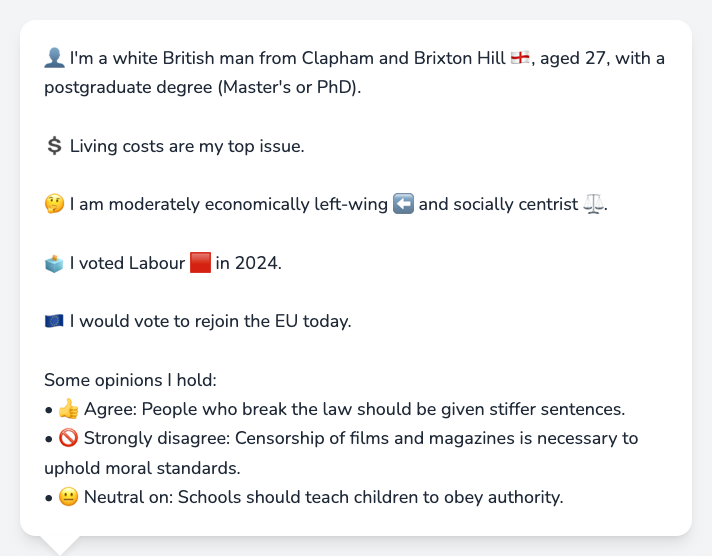 👤 I'm a white British man from Clapham and Brixton Hill 🏴󠁧󠁢󠁥󠁮󠁧󠁿, aged 27, with a
postgraduate degree (Master's or PhD).
💲 Living costs are my top issue.
🤔 I am moderately economically left-wing ⬅️ and socially centrist ⚖️.
🗳️ I voted Labour 🟥 in 2024.
🇪🇺 I would vote to rejoin the EU today.
Some opinions I hold:
• 👍 Agree: People who break the law should be given stiffer sentences.
• 🚫 Strongly disagree: Censorship of films and magazines is necessary to
uphold moral standards.
• 😐 Neutral on: Schools should teach children to obey authority.